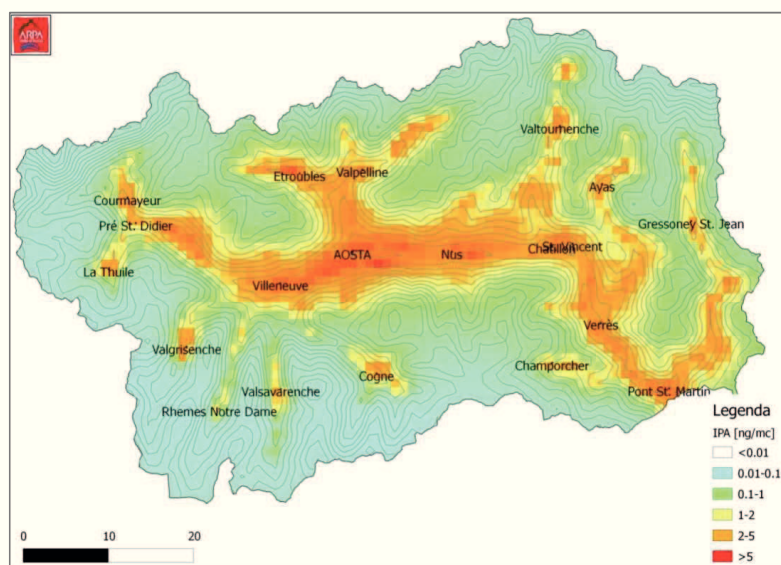 ARPA
Valtournenche
Etroubles
Valpelline
Ayas
Courmayeur
Prè St. Didier
Gressoney St. Jean
AOSTA
Nus
Chatillon
St. Vincent
La Thuile
Villeneuve
Verrès
Valgrisenche
Champorcher
Cogne
Valsavarenche
Pont St. Martin
Rhemes Notre Dame
Legenda
IPA [ng/mc]
<0.01
0.01-0.1
0.1-1
1-2
2-5
>5
0 10 20